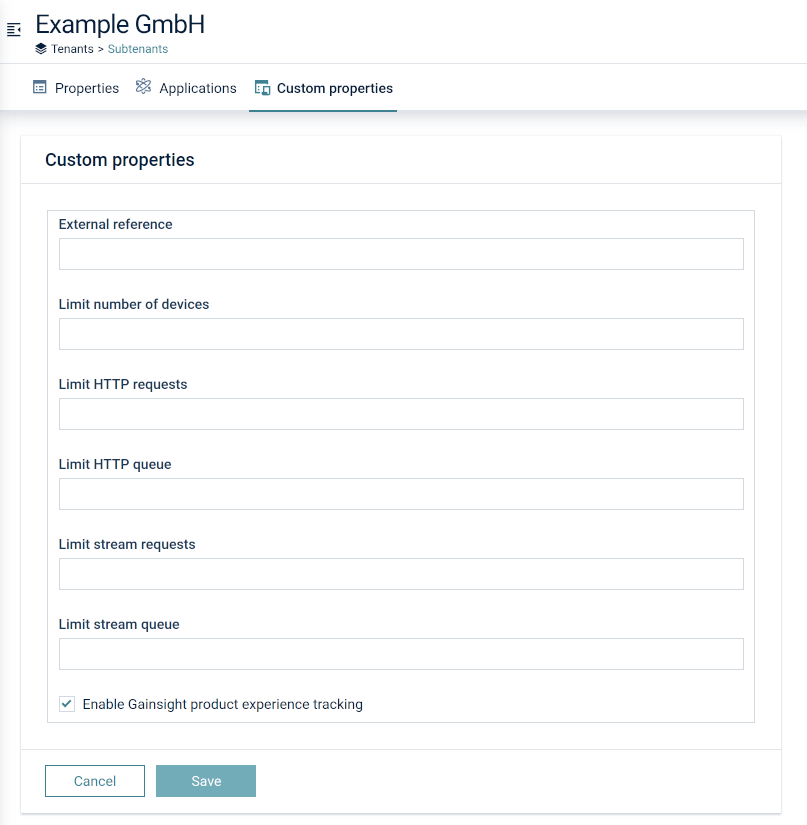 Example GmbH
Tenants > Subtenants
Properties Applications Custom properties
Custom properties
External reference
Limit number of devices
Limit HTTP requests
Limit HTTP queue
Limit stream requests
Limit stream queue
Enable Gainsight product experience tracking
Cancel Save